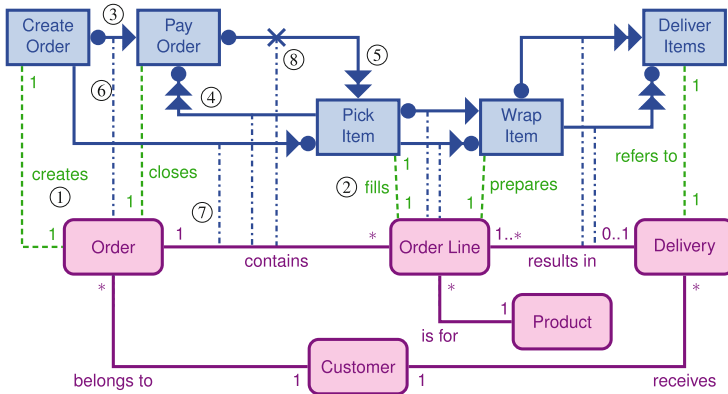 ③
Create
Order
Pay
Order
Deliver
Items
⑧
⑤
1
⑥
④
1
Pick
Item
Wrap
Item
creates
closes
refers to
①
②
fills
1
prepares
1
⑦
1
1
1
1
1
*
1..*
0..1
Order
contains
Order Line
results in
Delivery
*
*
*
1
Product
is for
Customer
belongs to
1
1
receives